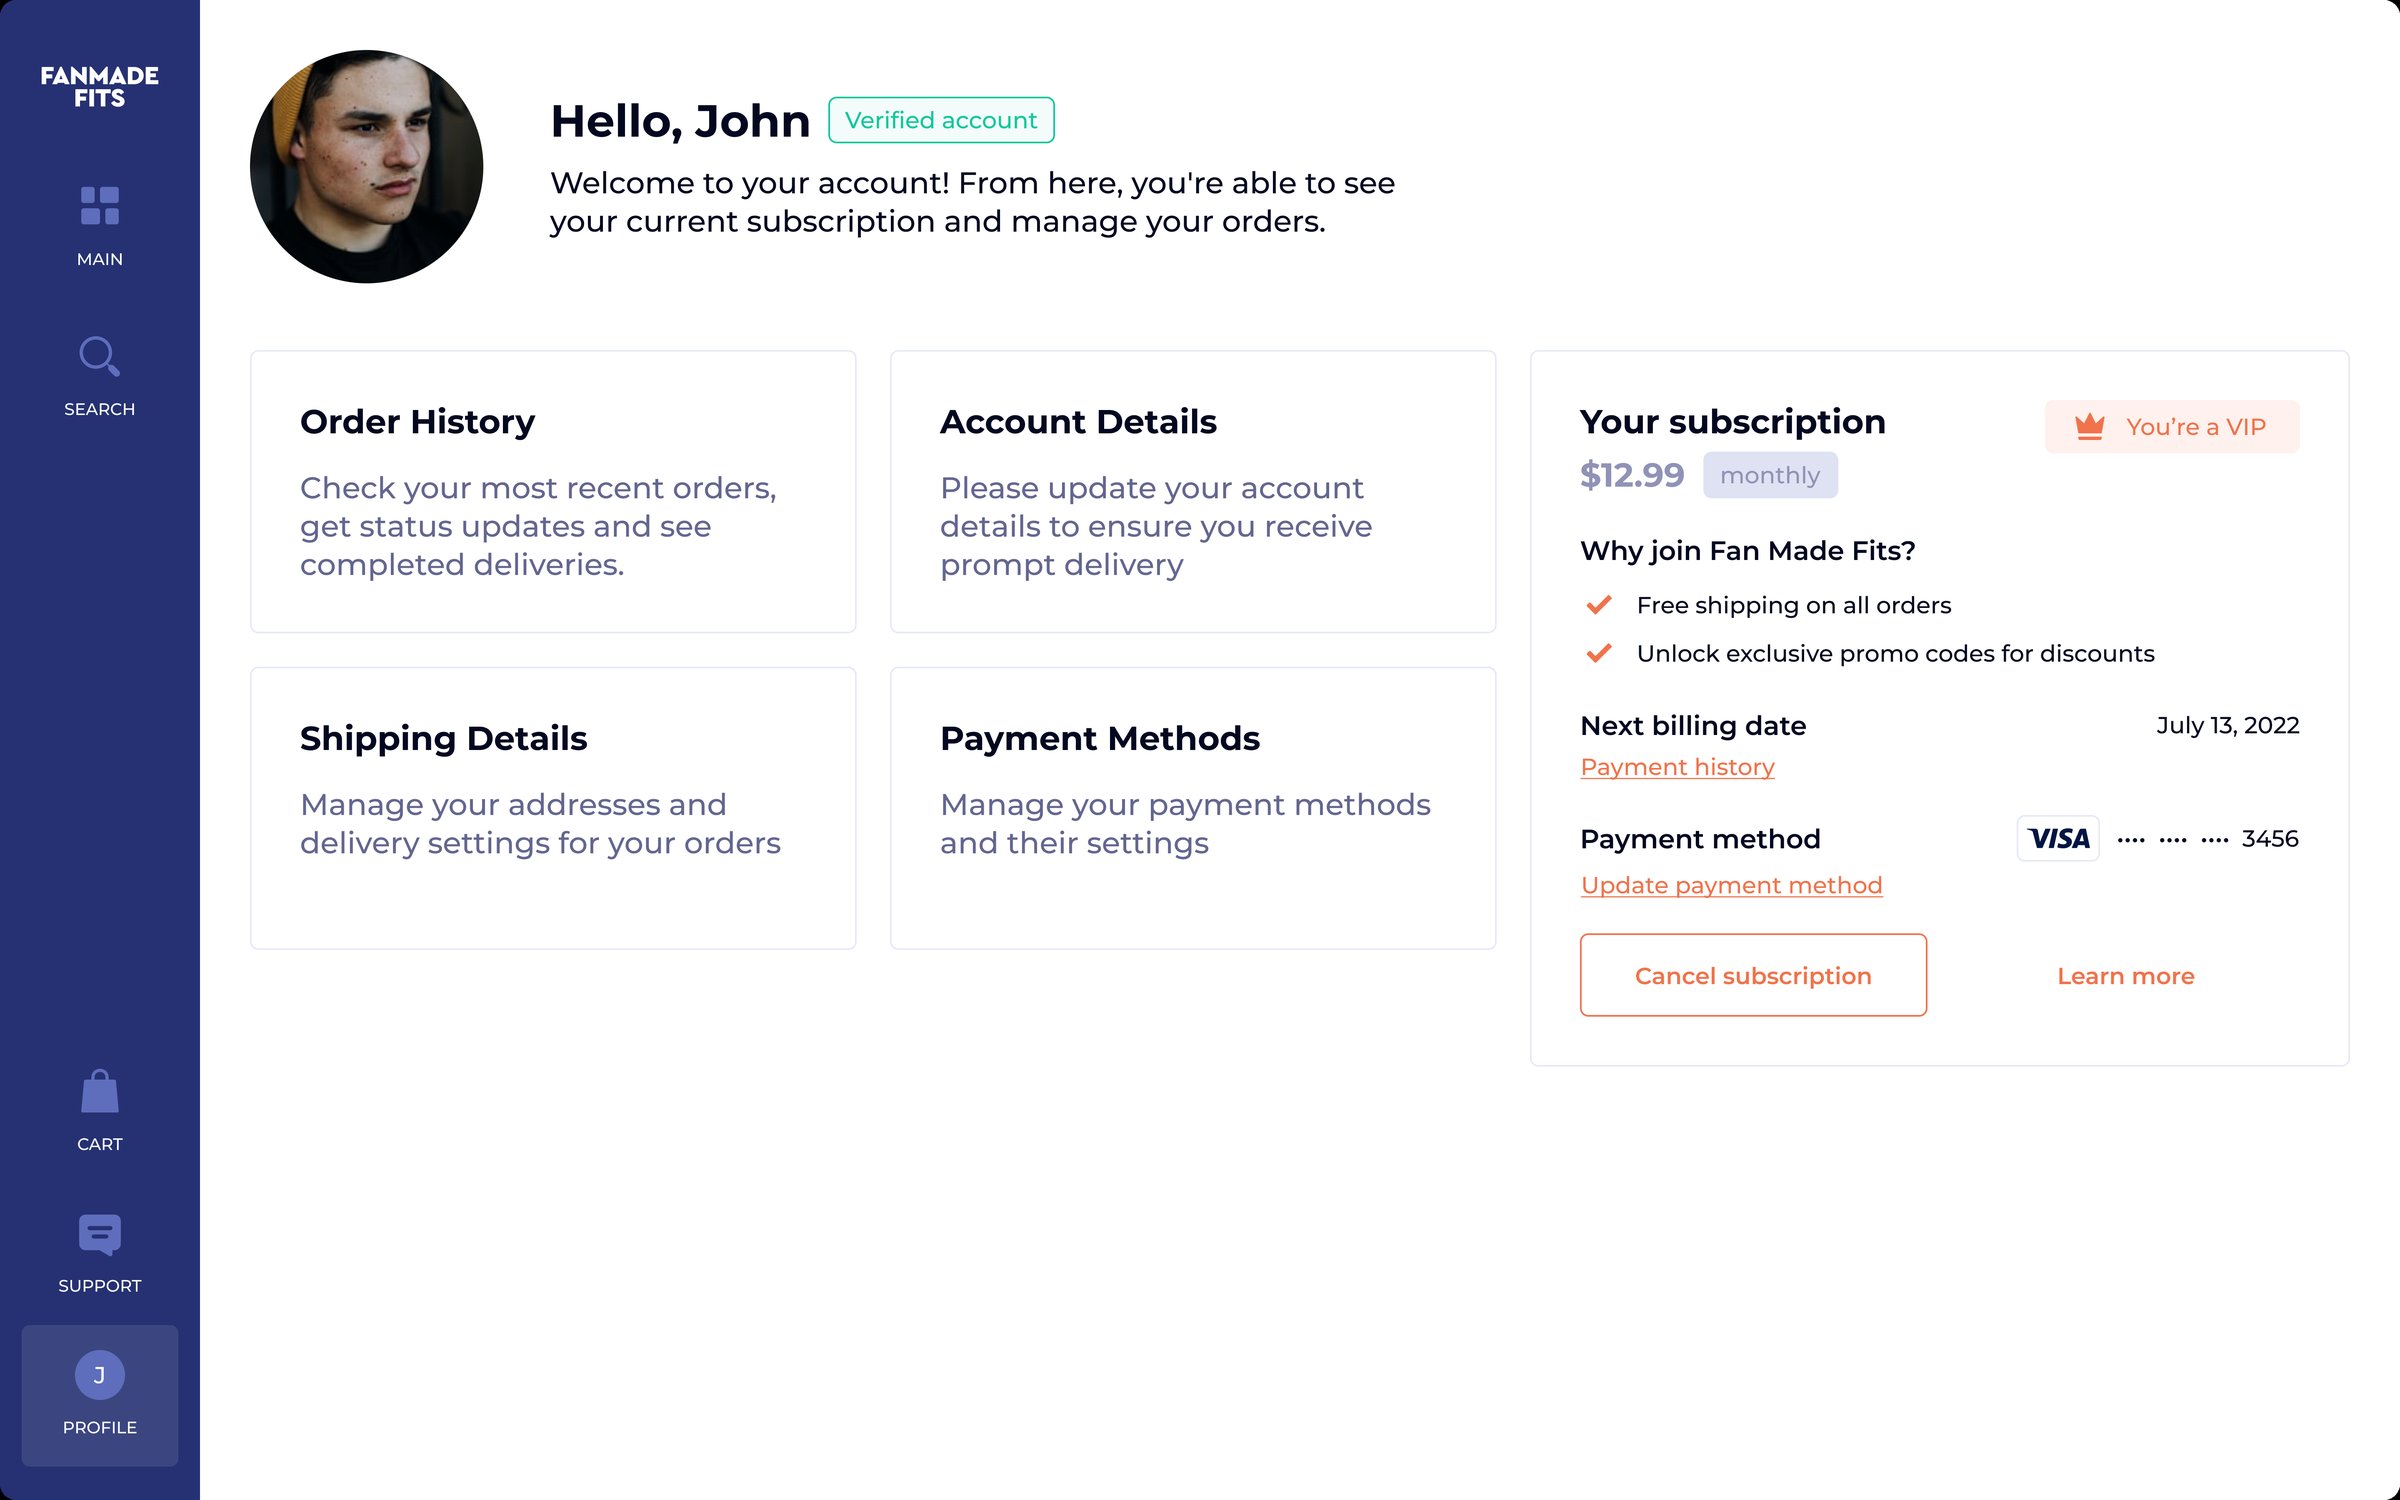 FANMADE
FITS
MAIN
SEARCH
CART
SUPPORT
J
PROFILE
Hello, John
Verified account
Welcome to your account! From here, you're able to see
your current subscription and manage your orders.
Order History
Check your most recent orders,
get status updates and see
completed deliveries.
Account Details
Please update your account
details to ensure you receive
prompt delivery
Shipping Details
Manage your addresses and
delivery settings for your orders
Payment Methods
Manage your payment methods
and their settings
Your subscription
You’re a VIP
$12.99 monthly
Why join Fan Made Fits?
Free shipping on all orders
Unlock exclusive promo codes for discounts
Next billing date July 13, 2022
Payment history
Payment method VISA •••• •••• •••• 3456
Update payment method
Cancel subscription Learn more